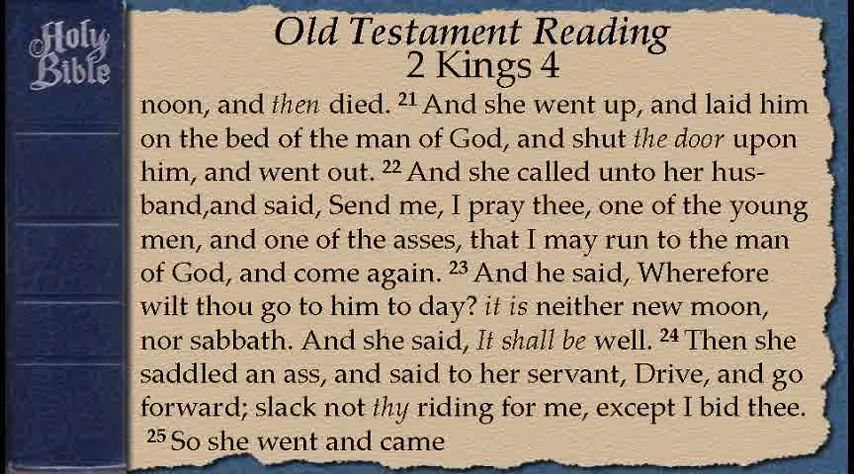 Holy
Bible
Old Testament Reading
2 Kings 4
noon, and then died. 21 And she went up, and laid him
on the bed of the man of God, and shut the door upon
him, and went out. 22 And she called unto her hus-
band,and said, Send me, I pray thee, one of the young
men, and one of the asses, that I may run to the man
of God, and come again. 23 And he said, Wherefore
wilt thou go to him to day? it is neither new moon,
nor sabbath. And she said, It shall be well. 24 Then she
saddled an ass, and said to her servant, Drive, and go
forward; slack not thy riding for me, except I bid thee.
25 So she went and came